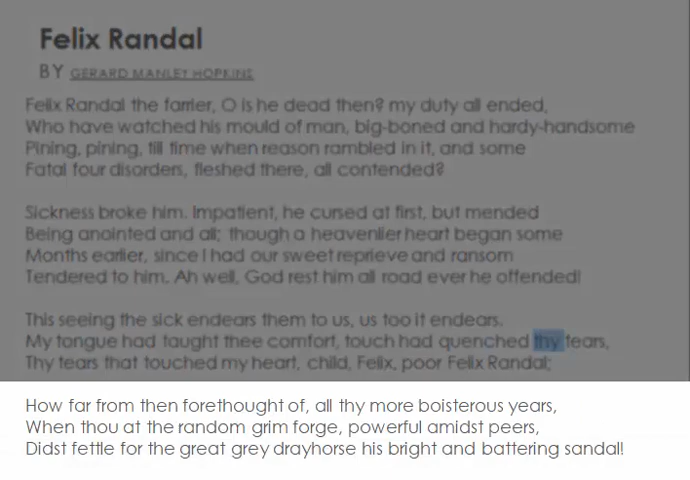 Felix Randal
BY GERARD MANLEY HOPKINS
Felix Randal the farrier, O is he dead then? my duty all ended,
Who have watched his mould of man, big-boned and hardy-handsome
Pining, pining, till time when reason rambled in it, and some
Fatal four disorders, fleshed there, all contended?
Sickness broke him. Impatient, he cursed at first, but mended
Being anointed and all; though a heavenlier heart began some
Months earlier, since I had our sweet reprieve and ransom
Tendered to him. Ah well, God rest him all road ever he offended!
This seeing the sick endears them to us, us too it endears.
My tongue had taught thee comfort, touch had quenched thy tears,
Thy tears that touched my heart, child, Felix, poor Felix Randal;
How far from then forethought of, all thy more boisterous years,
When thou at the random grim forge, powerful amidst peers,
Didst fettle for the great grey drayhorse his bright and battering sandal!